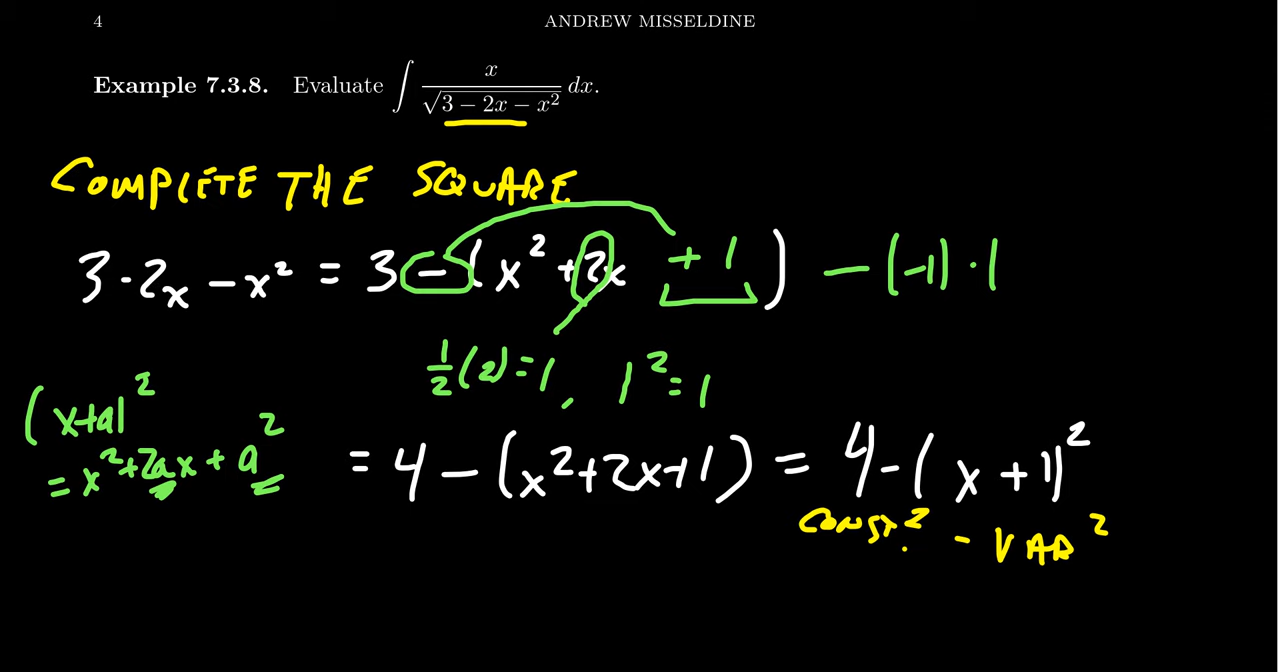 4 ANDREW MISSELDINE
Example 7.3.8. Evaluate ∫ x/√(3 − 2x − x²) dx.
COMPLETE THE SQUARE
3 - 2x - x² = 3 - (x² + 2x + 1) - (-1) · 1
½(2) = 1, 1² = 1
(x+a)²
= x² + 2ax + a²
= 4 - (x² + 2x + 1) = 4 - (x + 1)²
CONST.² - VAR²